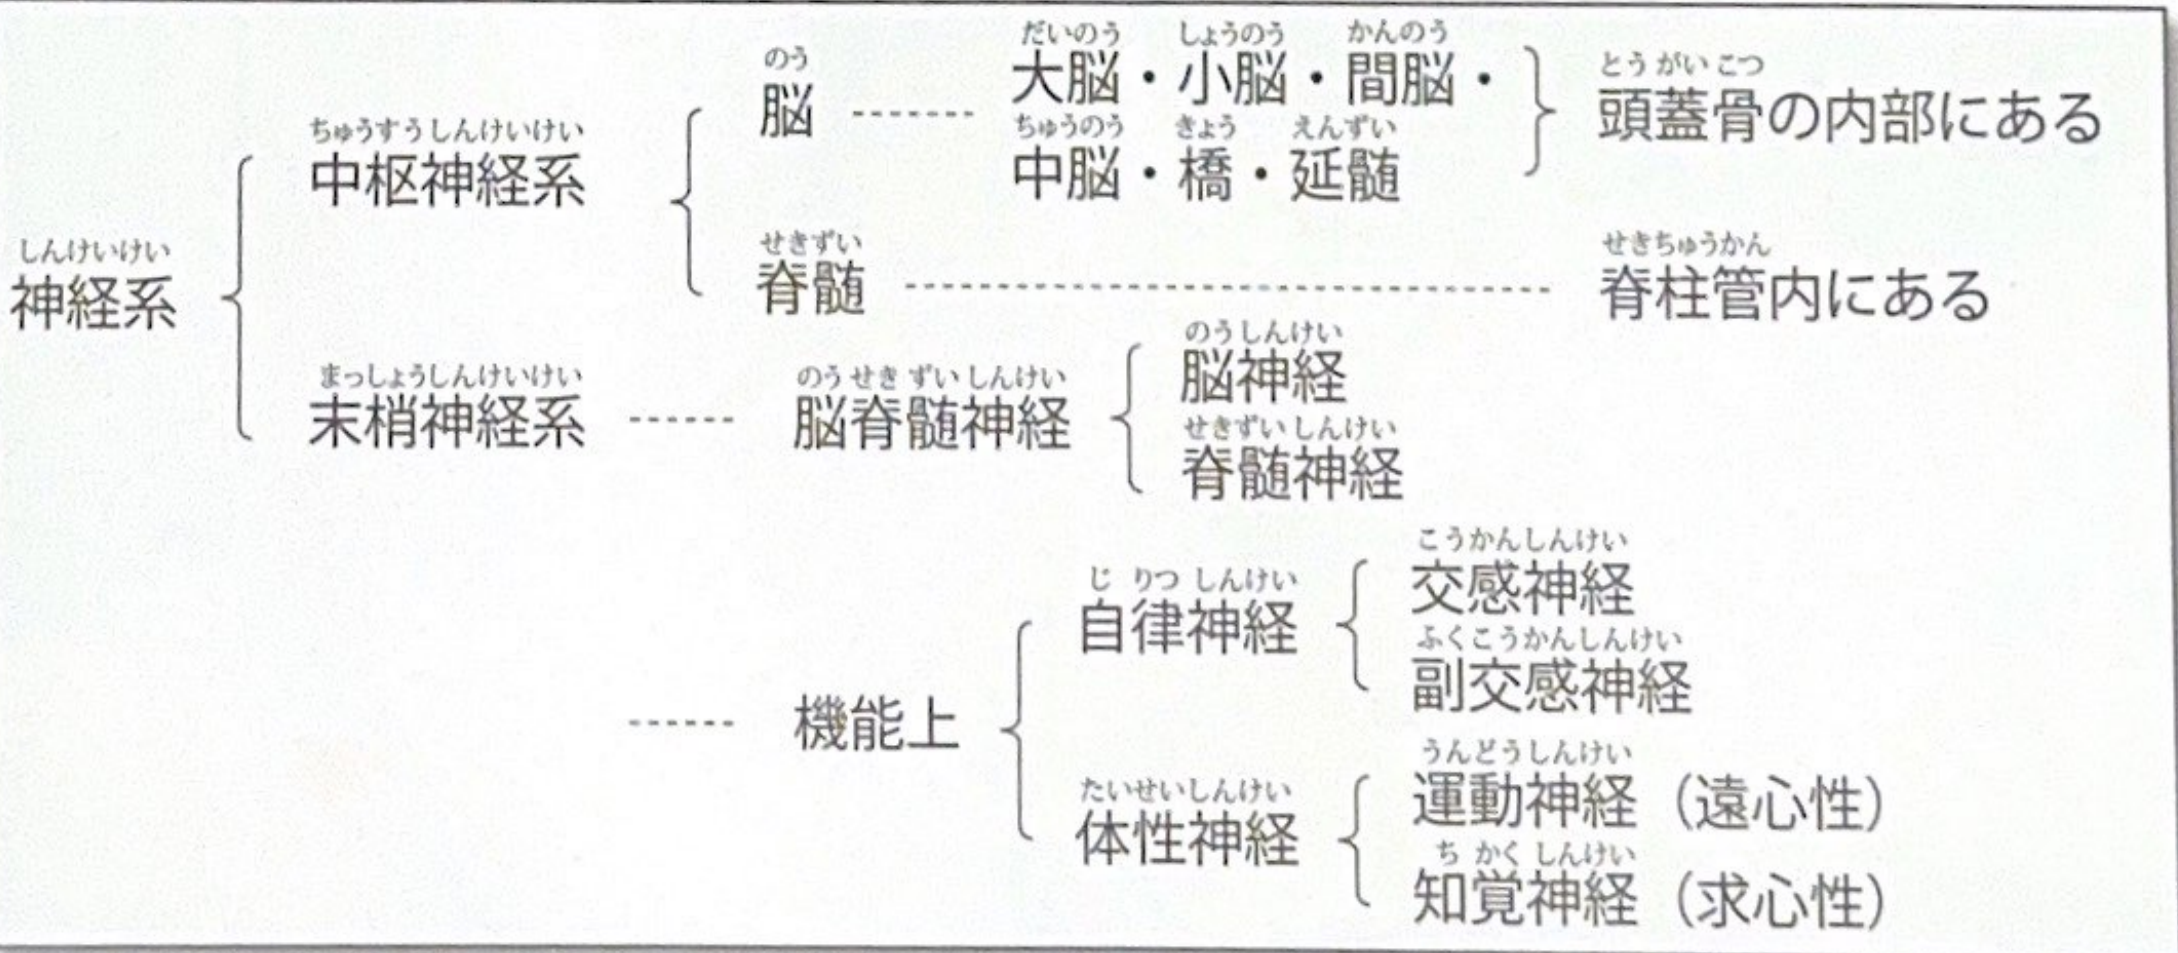 だいのう しょうのう かんのう
のう 大脳・小脳・間脳・ とうがいこつ
脳 ------- ちゅうのう きょう えんずい 頭蓋骨の内部にある
ちゅうすうしんけいけい 中脳・橋・延髄
中枢神経系
せきずい せきちゅうかん
しんけいけい 脊髄 ------- 脊柱管内にある
神経系
のうしんけい
まっしょうしんけいけい のうせきずいしんけい 脳神経
末梢神経系 ------ 脳脊髄神経 せきずいしんけい
脊髄神経
こうかんしんけい
じりつしんけい 交感神経
自律神経 ふくこうかんしんけい
副交感神経
------ 機能上
うんどうしんけい
たいせいしんけい 運動神経（遠心性）
体性神経 ちかくしんけい
知覚神経（求心性）